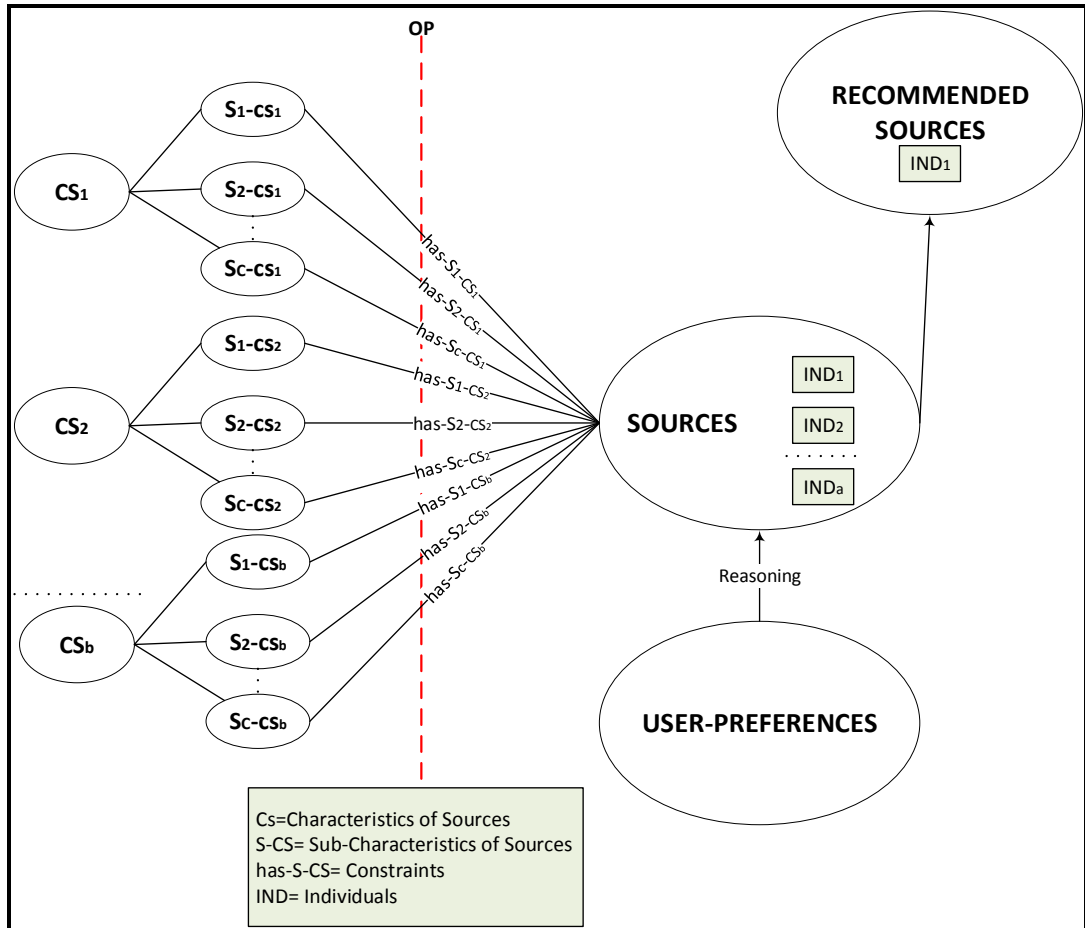 OP
RECOMMENDED
SOURCES
IND1
CS1
S1-CS1
S2-CS1
SC-CS1
has-S1-CS1
has-S2-CS1
has-SC-CS1
CS2
S1-CS2
S2-CS2
SC-CS2
has-S1-CS2
has-S2-CS2
has-SC-CS2
CSb
S1-CSb
S2-CSb
SC-CSb
has-S1-CSb
has-S2-CSb
has-SC-CSb
SOURCES
IND1
IND2
INDa
Reasoning
USER-PREFERENCES
Cs=Characteristics of Sources
S-CS= Sub-Characteristics of Sources
has-S-CS= Constraints
IND= Individuals